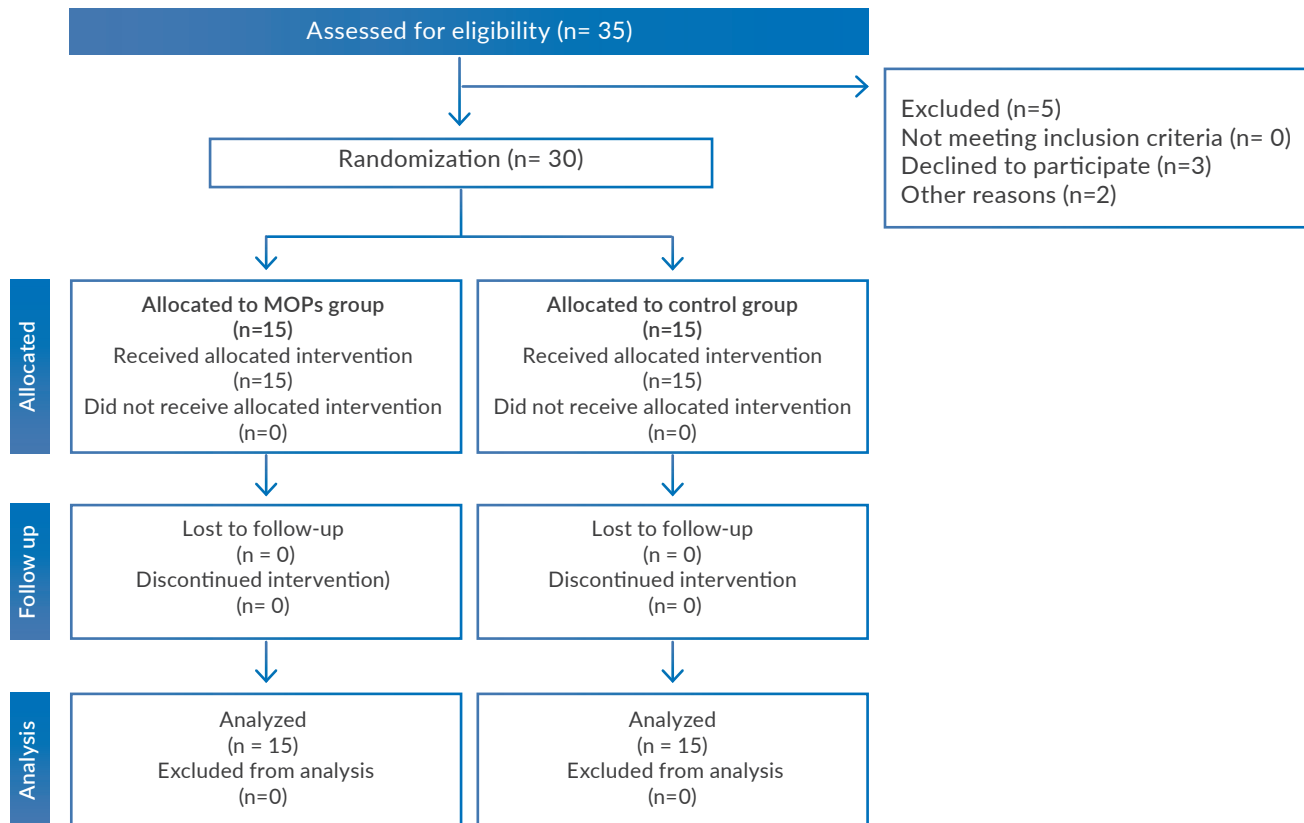 Assessed for eligibility (n= 35)
Excluded (n=5)
Not meeting inclusion criteria (n= 0)
Declined to participate (n=3)
Other reasons (n=2)
Randomization (n= 30)
Allocated
Allocated to MOPs group
(n=15)
Received allocated intervention
(n=15)
Did not receive allocated intervention
(n=0)
Allocated to control group
(n=15)
Received allocated intervention
(n=15)
Did not receive allocated intervention
(n=0)
Follow up
Lost to follow-up
(n = 0)
Discontinued intervention)
(n= 0)
Lost to follow-up
(n = 0)
Discontinued intervention
(n= 0)
Analysis
Analyzed
(n = 15)
Excluded from analysis
(n=0)
Analyzed
(n = 15)
Excluded from analysis
(n=0)